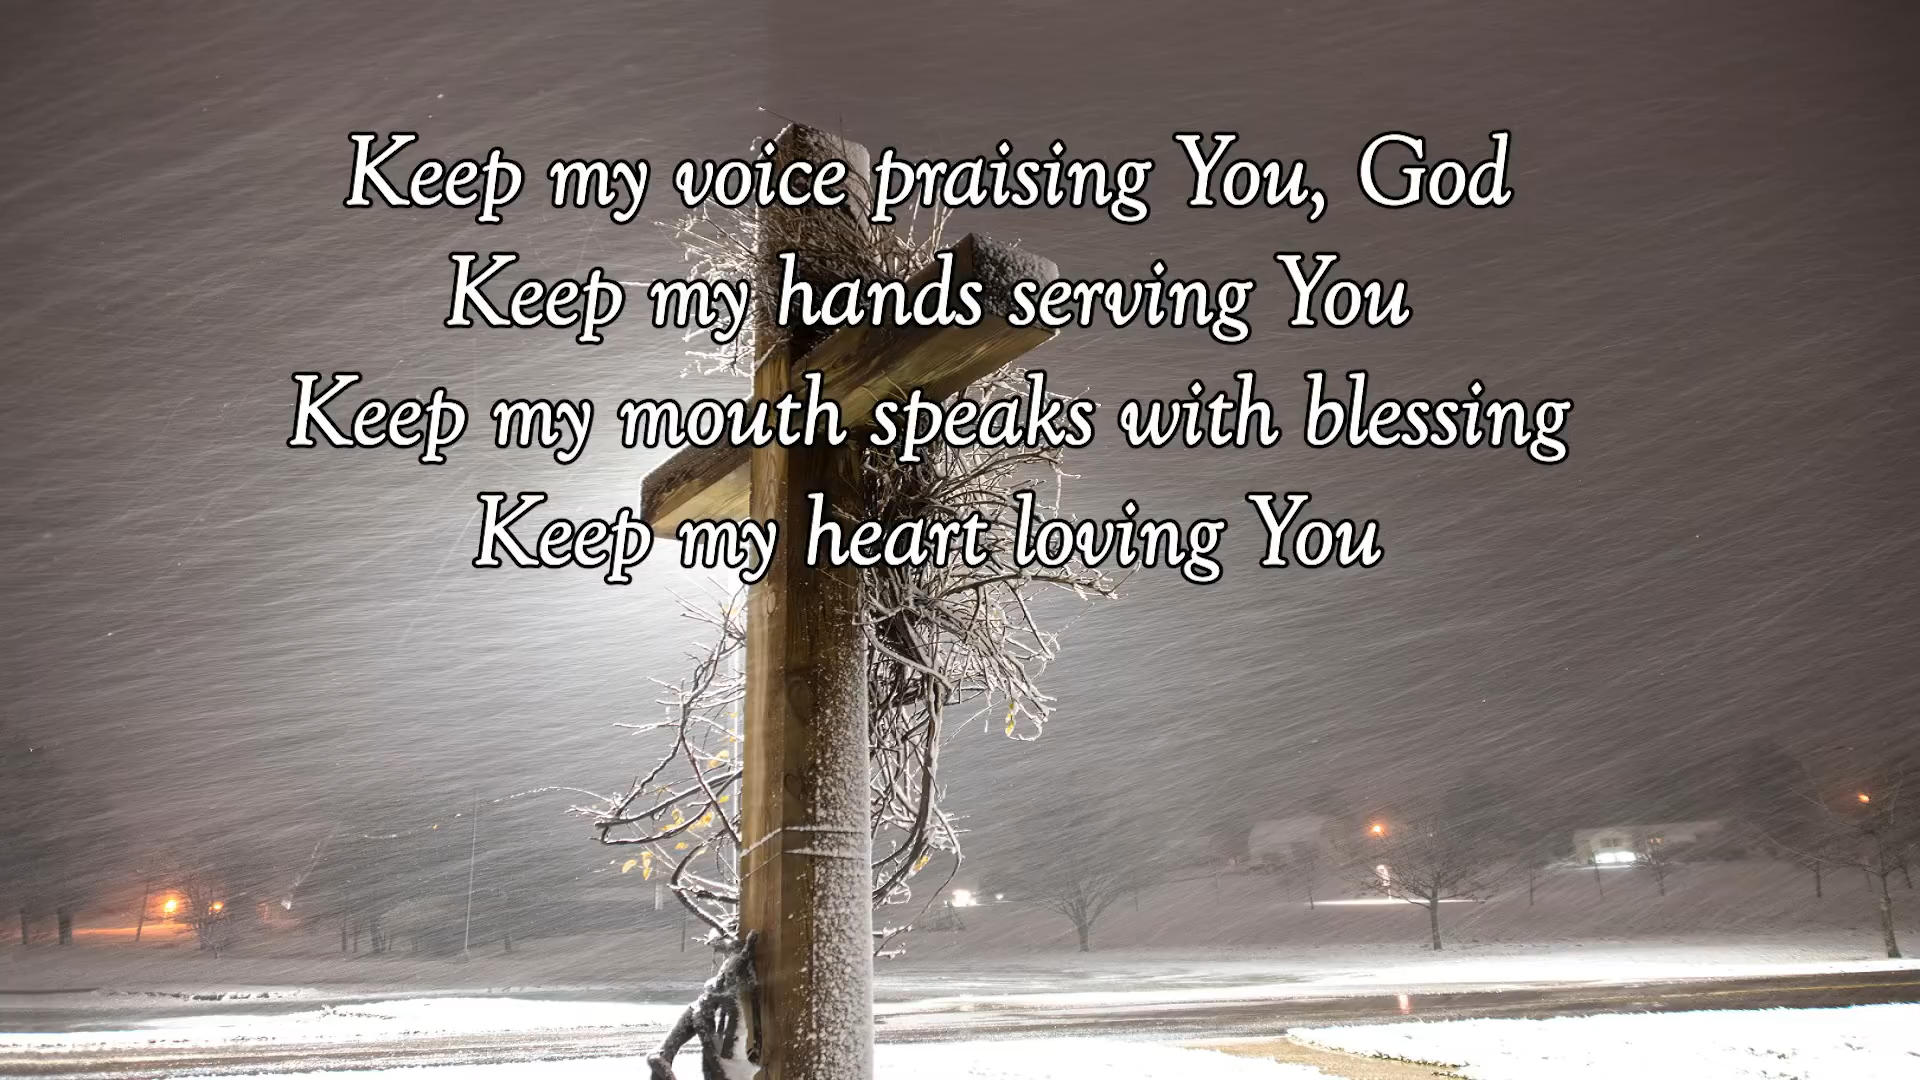 Keep my voice praising You, God
Keep my hands serving You
Keep my mouth speaks with blessing
Keep my heart loving You